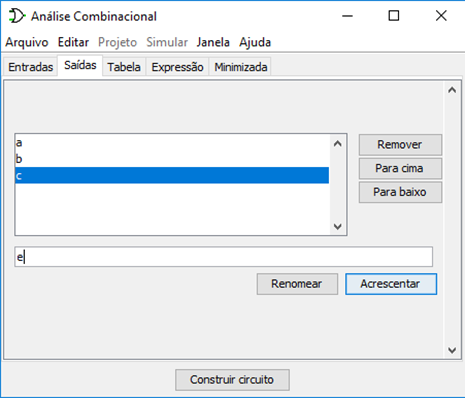 Análise Combinacional
Arquivo Editar Projeto Simular Janela Ajuda
Entradas Saídas Tabela Expressão Minimizada
a
b
c
Remover
Para cima
Para baixo
e
Renomear Acrescentar
Construir circuito